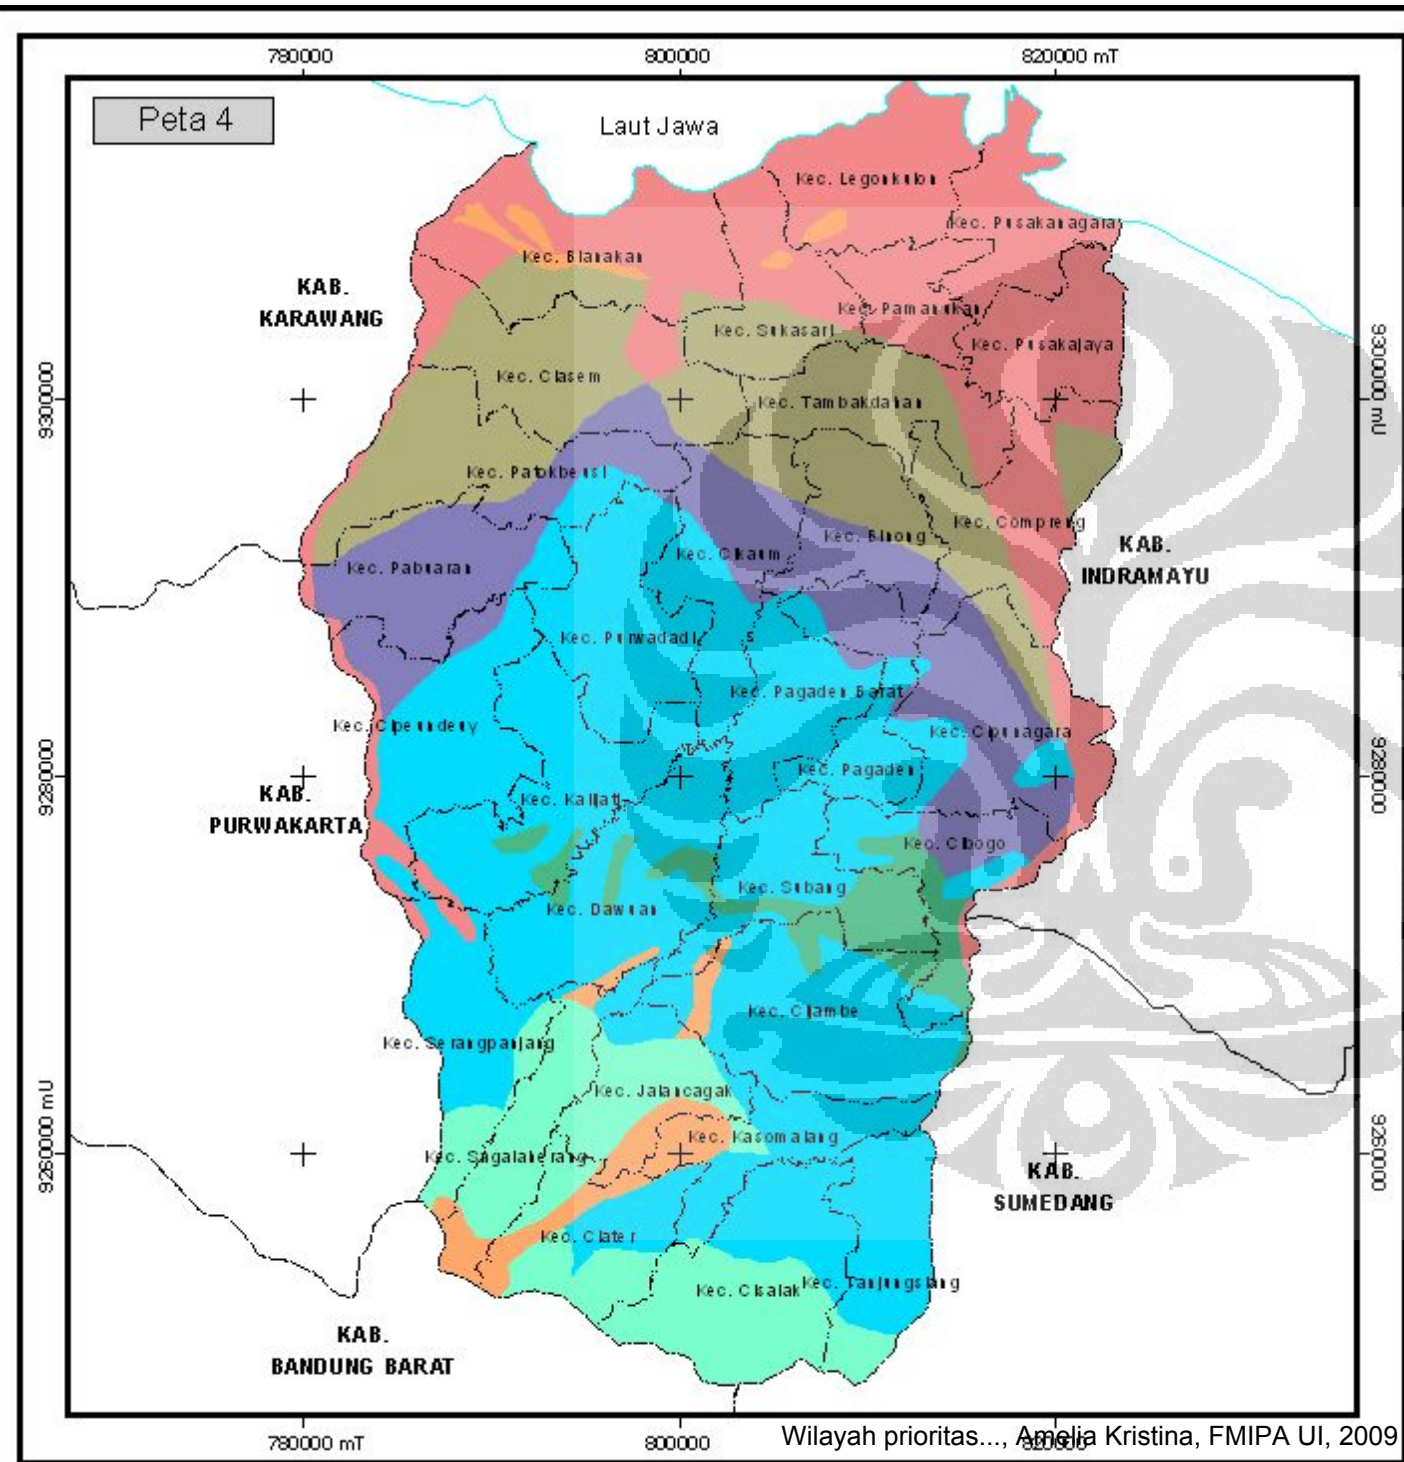 780000
800000
820000 mT
Peta 4
Laut Jawa
Kec. Legonkulon
Kec. Pusakanagara
Kec. Blanakan
KAB.
KARAWANG
Kec. Pamanukan
Kec. Sukasari
Kec. Pusakajaya
Kec. Ciasem
9300000
9300000 mU
Kec. Tambakdahan
Kec. Patokbeusi
Kec. Compreng
Kec. Binong
KAB.
INDRAMAYU
Kec. Cikaum
Kec. Pabuaran
Kec. Purwadadi
S
Kec. Pagaden Barat
Kec. Cipeundeuy
Kec. Cipunagara
9280000
9280000
Kec. Pagaden
KAB.
PURWAKARTA
Kec. Kalijati
Kec. Cibogo
Kec. Subang
Kec. Dawuan
Kec. Cijambe
Kec. Serangpanjang
Kec. Jalancagak
9260000 mU
9260000
Kec. Kasomalang
Kec. Sagalaherang
KAB.
SUMEDANG
Kec. Ciater
Kec. Cisalak
Kec. Tanjungsiang
KAB.
BANDUNG BARAT
780000 mT
800000
820000
Wilayah prioritas..., Amelia Kristina, FMIPA UI, 2009